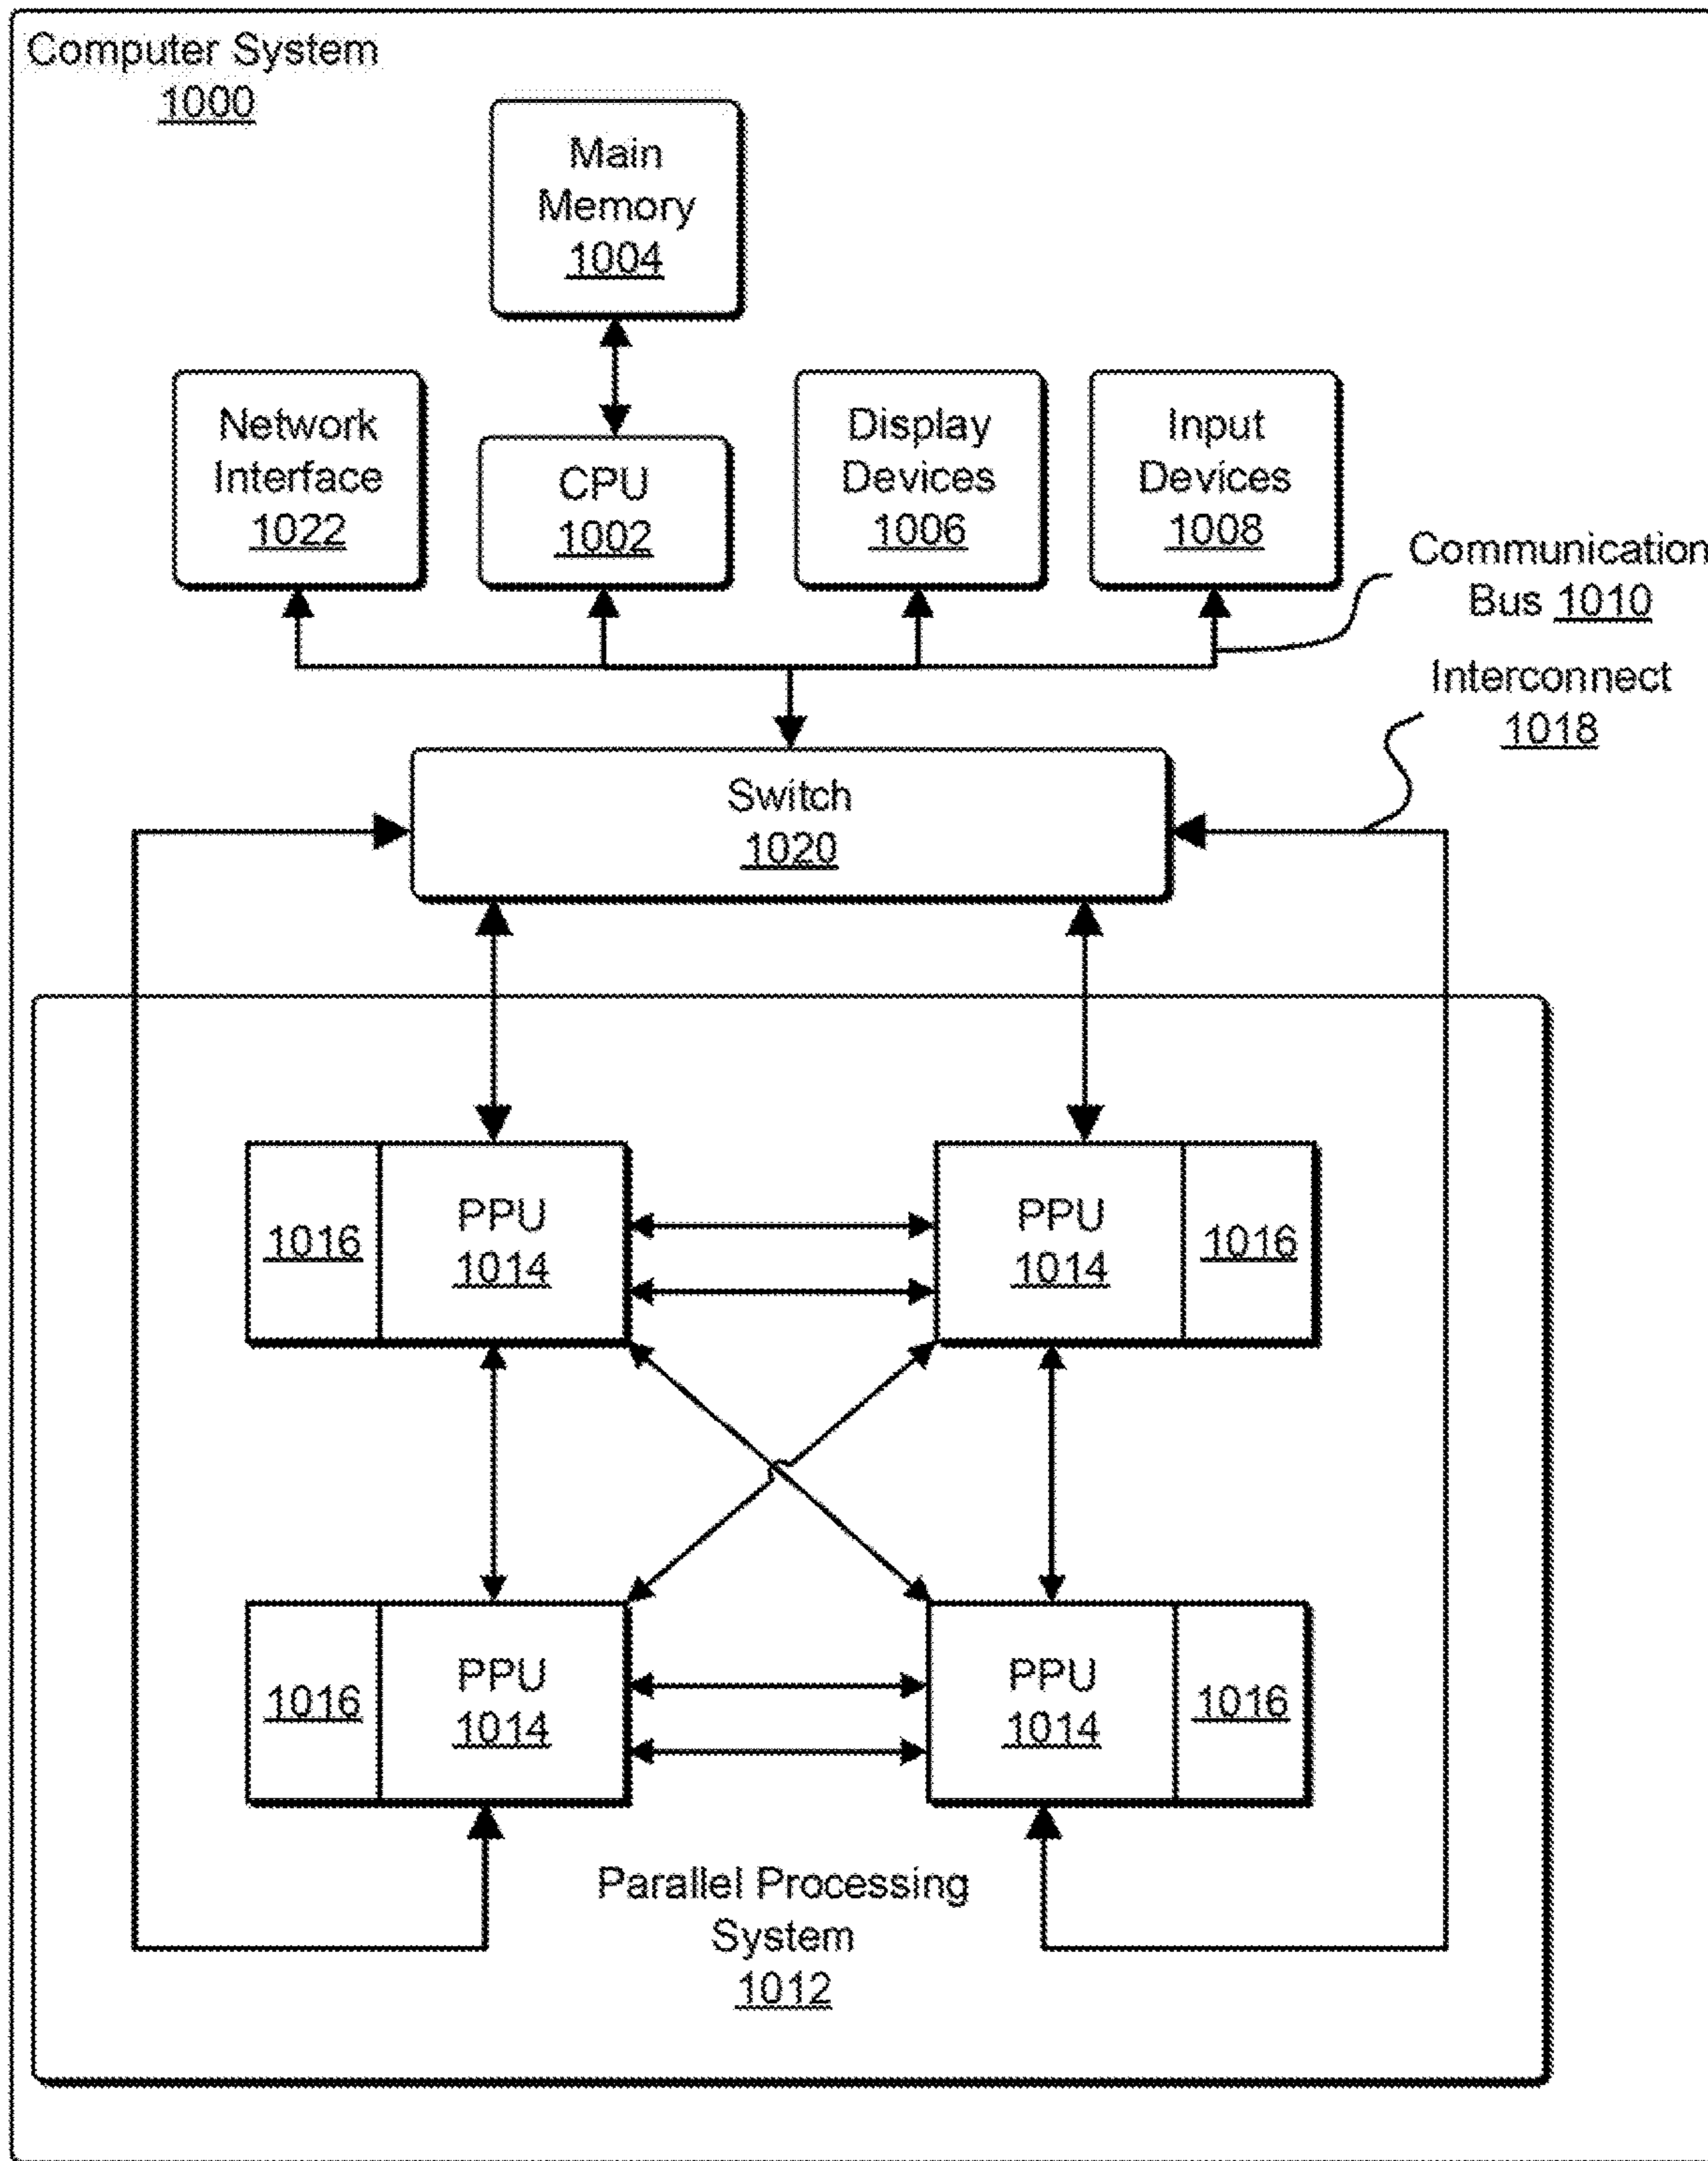 Computer System
1000
Main
Memory
1004
Network
Interface
1022
CPU
1002
Display
Devices
1006
Input
Devices
1008
Communication
Bus 1010
Interconnect
1018
Switch
1020
1016
PPU
1014
PPU
1014
1016
1016
PPU
1014
PPU
1014
1016
Parallel Processing
System
1012